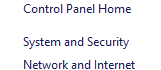 Control Panel Home
System and Security
Network and Internet